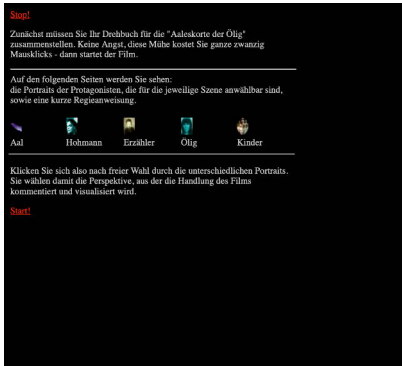 Stop!
Zunächst müssen Sie Ihr Drehbuch für die "Aaleskorte der Ölig"
zusammenstellen. Keine Angst, diese Mühe kostet Sie ganze zwanzig
Mausklicks - dann startet der Film.
Auf den folgenden Seiten werden Sie sehen:
die Portraits der Protagonisten, die für die jeweilige Szene anwählbar sind,
sowie eine kurze Regieanweisung.
Aal Hohmann Erzähler Ölig Kinder
Klicken Sie sich also nach freier Wahl durch die unterschiedlichen Portraits.
Sie wählen damit die Perspektive, aus der die Handlung des Films
kommentiert und visualisiert wird.
Start!